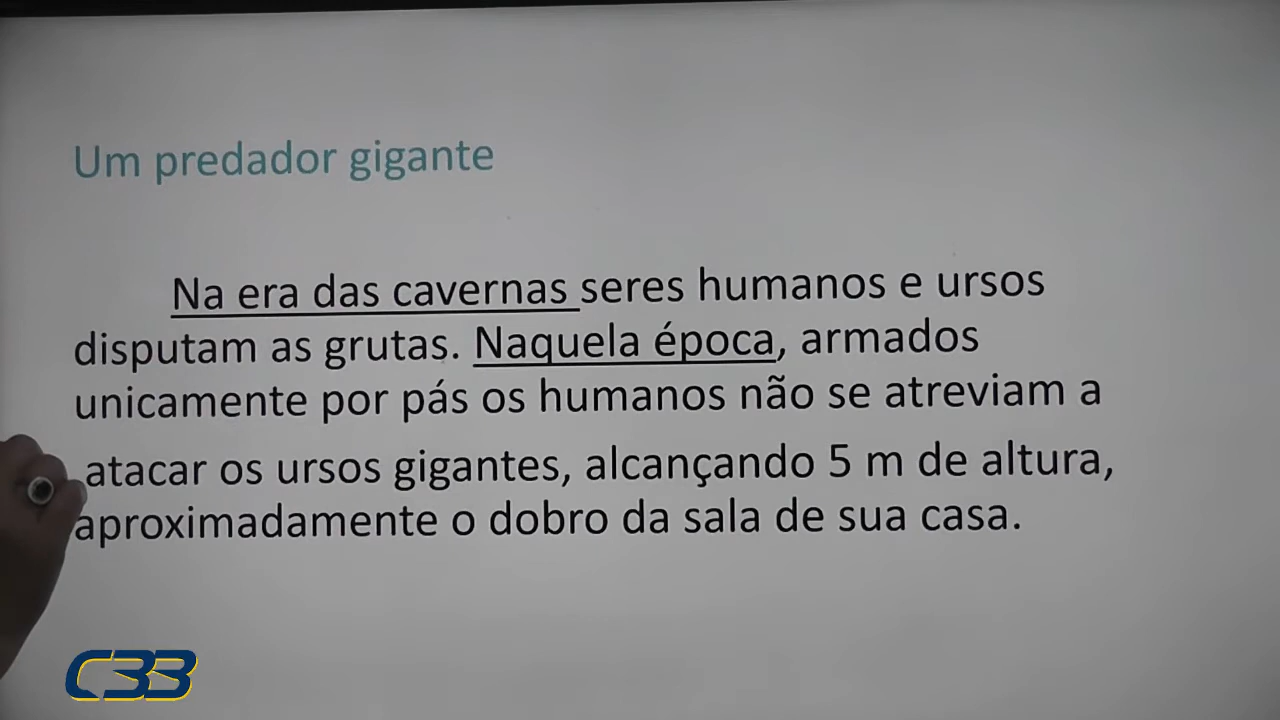 Um predador gigante
Na era das cavernas seres humanos e ursos
disputam as grutas. Naquela época, armados
unicamente por pás os humanos não se atreviam a
atacar os ursos gigantes, alcançando 5 m de altura,
aproximadamente o dobro da sala de sua casa.
C33